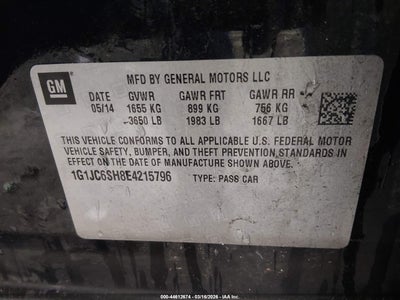 GM
MFD BY GENERAL MOTORS LLC
DATE GVWR GAWR FRT GAWR RR
05/14 1655 KG 899 KG 756 KG
3650 LB 1983 LB 1667 LB
THIS VEHICLE CONFORMS TO ALL APPLICABLE U.S. FEDERAL MOTOR
VEHICLE SAFETY, BUMPER, AND THEFT PREVENTION STANDARDS IN
EFFECT ON THE DATE OF MANUFACTURE SHOWN ABOVE.
1G1JC6SH8E4215796 TYPE: PASS CAR
000-44612674 | 03/16/2026 | IAA Inc.